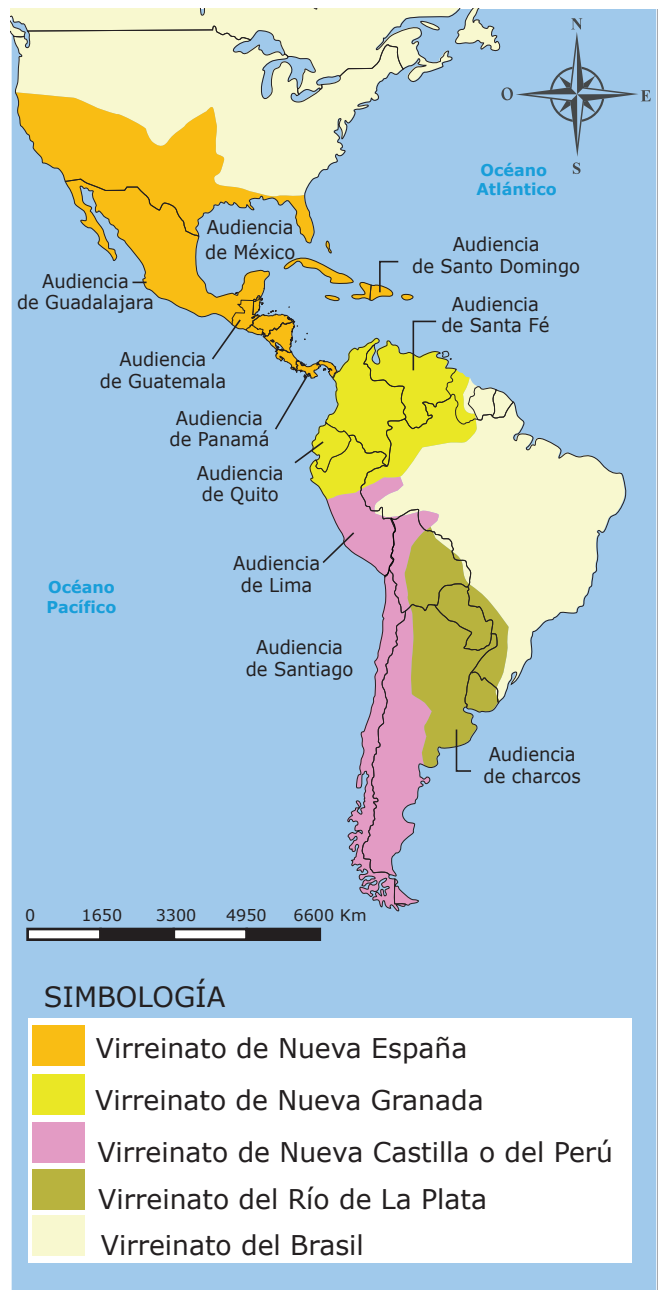 N
O
E
S
Océano
Atlántico
Audiencia
de México
Audiencia
de Santo Domingo
Audiencia
de Guadalajara
Audiencia
de Santa Fé
Audiencia
de Guatemala
Audiencia
de Panamá
Audiencia
de Quito
Audiencia
de Lima
Océano
Pacífico
Audiencia
de Santiago
Audiencia
de charcos
0 1650 3300 4950 6600 Km
SIMBOLOGÍA
Virreinato de Nueva España
Virreinato de Nueva Granada
Virreinato de Nueva Castilla o del Perú
Virreinato del Río de La Plata
Virreinato del Brasil